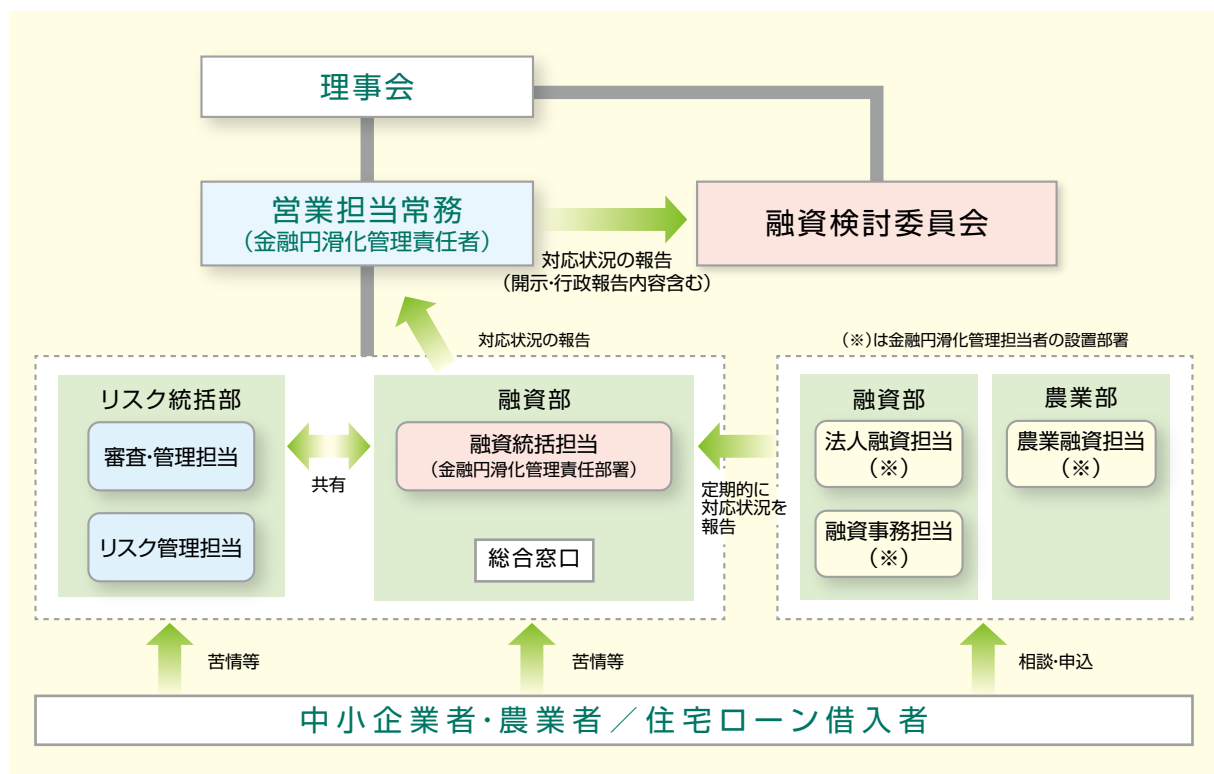 理事会
営業担当常務
（金融円滑化管理責任者）
融資検討委員会
対応状況の報告
（開示・行政報告内容含む）
対応状況の報告
（※）は金融円滑化管理担当者の設置部署
リスク統括部
審査・管理担当
リスク管理担当
共有
融資部
融資統括担当
（金融円滑化管理責任部署）
総合窓口
定期的に
対応状況を
報告
融資部
法人融資担当
（※）
融資事務担当
（※）
農業部
農業融資担当
（※）
苦情等
苦情等
相談・申込
中小企業者・農業者／住宅ローン借入者